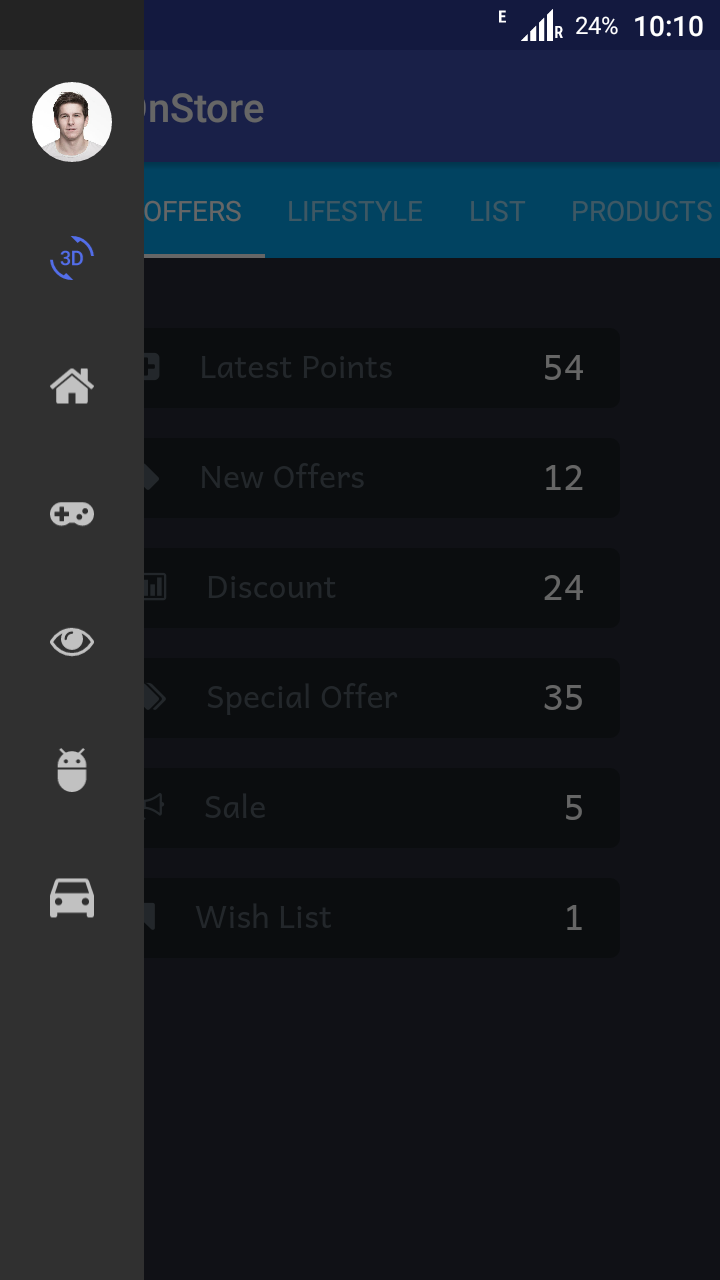 E R 24% 10:10
nStore
3D
OFFERS LIFESTYLE LIST PRODUCTS
Latest Points 54
New Offers 12
Discount 24
Special Offer 35
Sale 5
Wish List 1